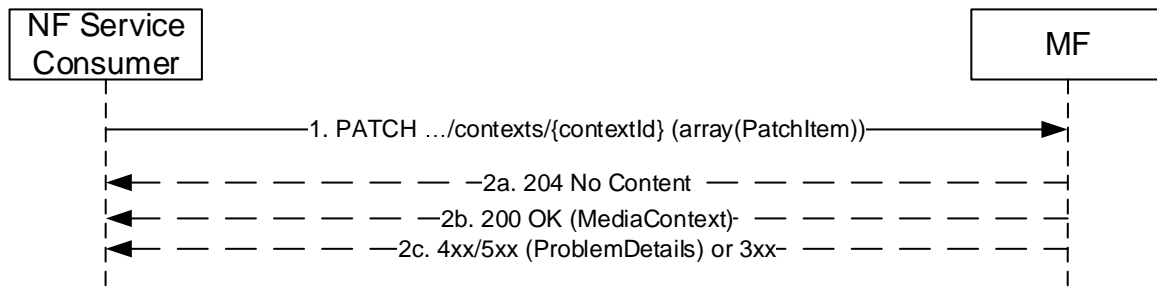 NF Service
Consumer
MF
1. PATCH …/contexts/{contextId} (array(PatchItem))
2a. 204 No Content
2b. 200 OK (MediaContext)
2c. 4xx/5xx (ProblemDetails) or 3xx